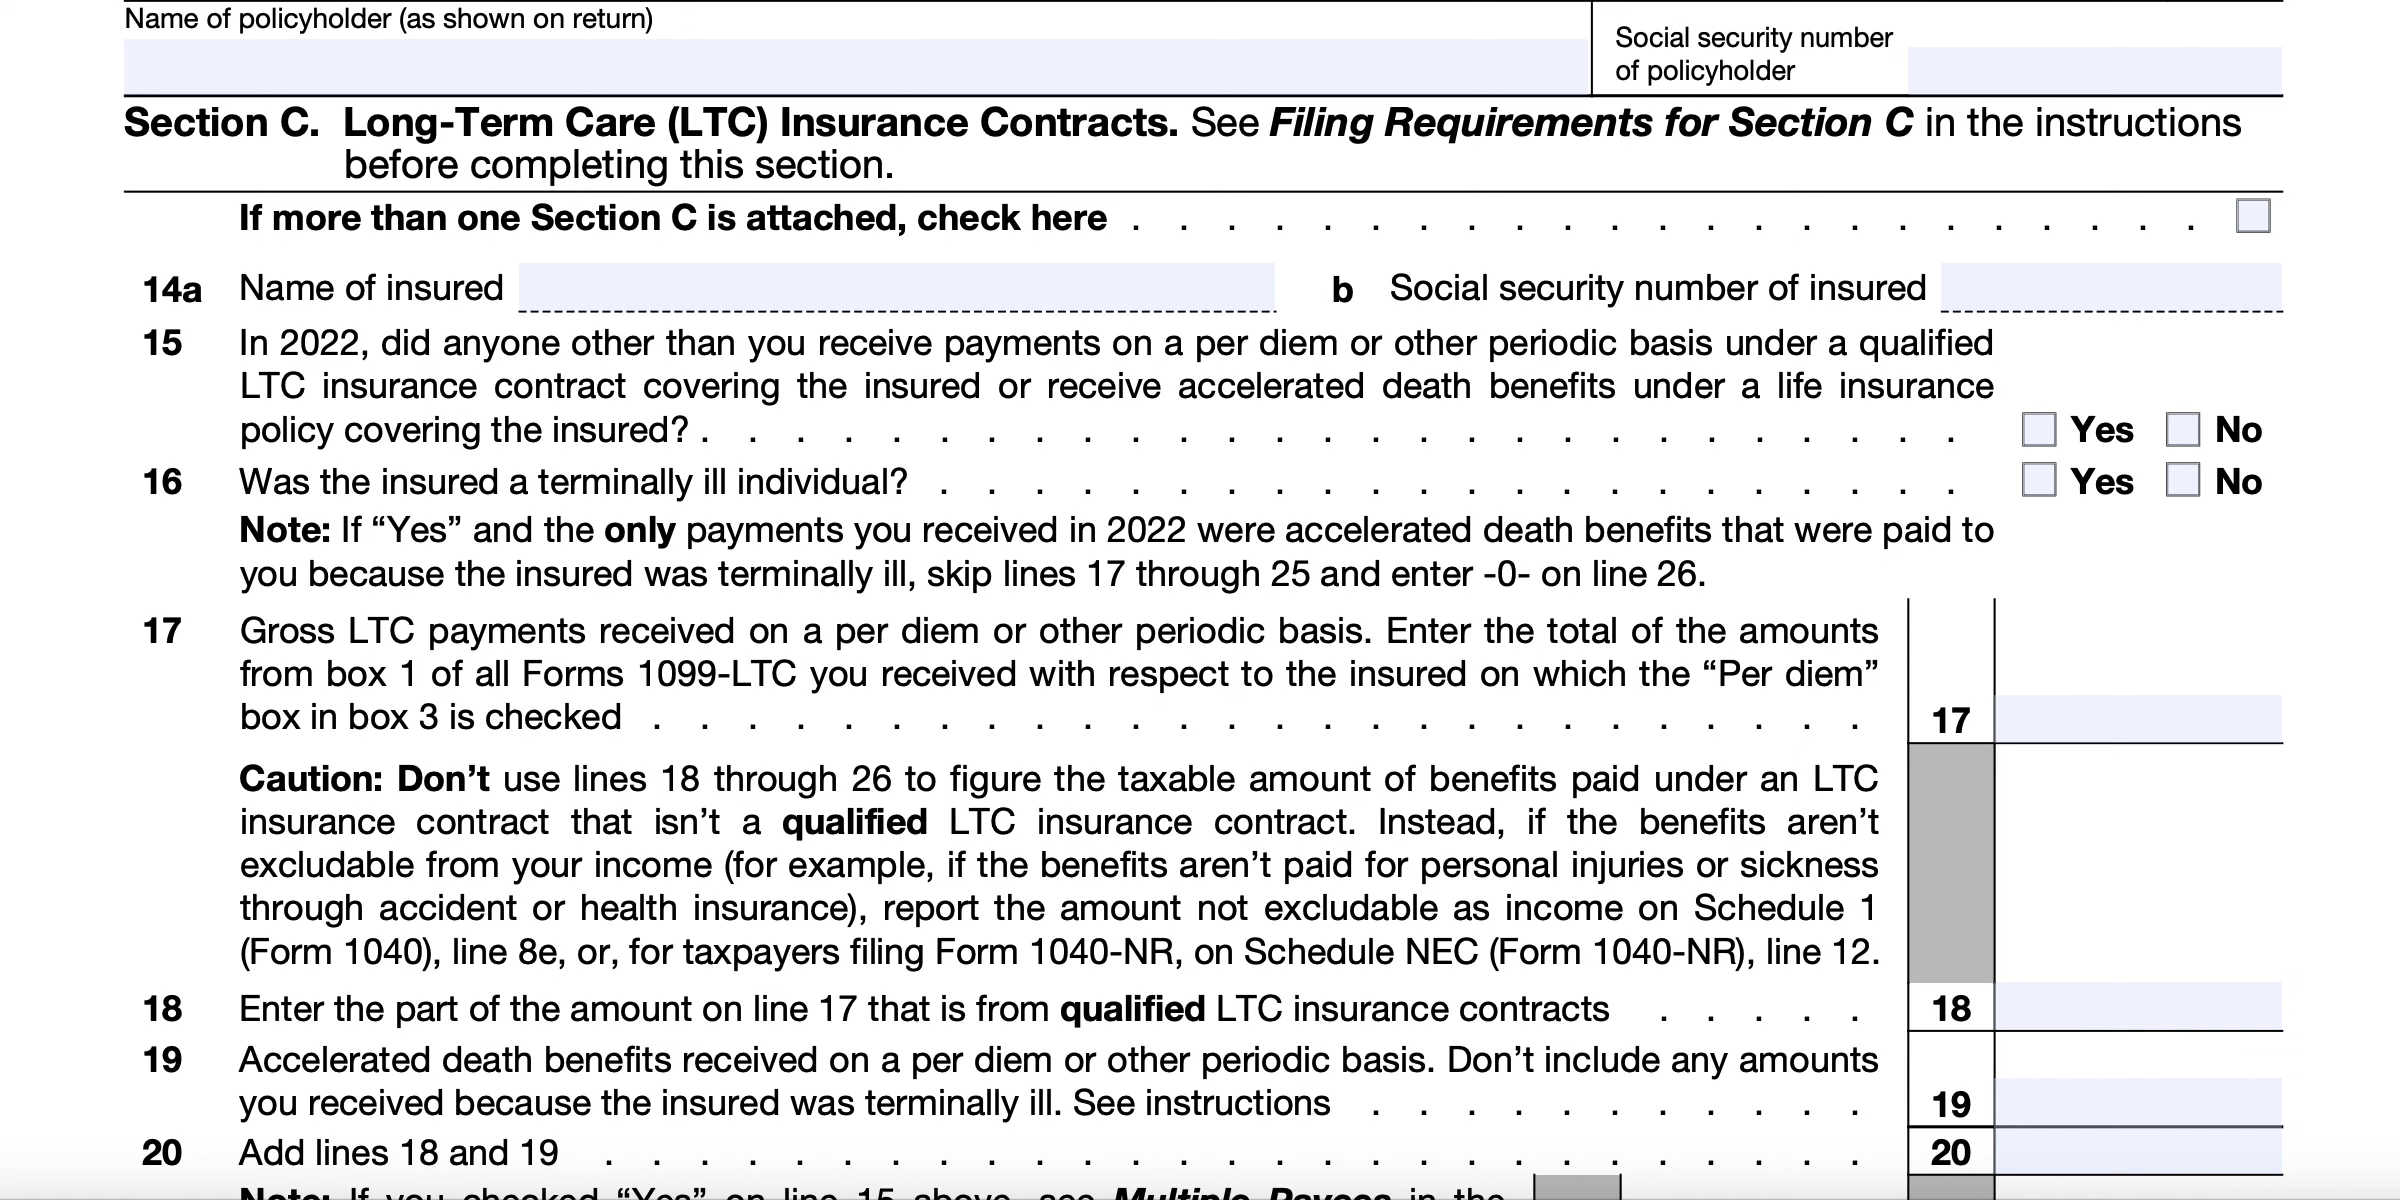 Name of policyholder (as shown on return)
Social security number
of policyholder
Section C. Long-Term Care (LTC) Insurance Contracts. See Filing Requirements for Section C in the instructions
before completing this section.
If more than one Section C is attached, check here . . . . . . . . . . . . . . . . . . . . . . .
14a Name of insured
b Social security number of insured
15 In 2022, did anyone other than you receive payments on a per diem or other periodic basis under a qualified
LTC insurance contract covering the insured or receive accelerated death benefits under a life insurance
policy covering the insured? . . . . . . . . . . . . . . . . . . . . . . . . . . . Yes No
16 Was the insured a terminally ill individual? . . . . . . . . . . . . . . . . . . . . . . Yes No
Note: If “Yes” and the only payments you received in 2022 were accelerated death benefits that were paid to
you because the insured was terminally ill, skip lines 17 through 25 and enter -0- on line 26.
17 Gross LTC payments received on a per diem or other periodic basis. Enter the total of the amounts
from box 1 of all Forms 1099-LTC you received with respect to the insured on which the “Per diem”
box in box 3 is checked . . . . . . . . . . . . . . . . . . . . . . . . . . 17
Caution: Don’t use lines 18 through 26 to figure the taxable amount of benefits paid under an LTC
insurance contract that isn’t a qualified LTC insurance contract. Instead, if the benefits aren’t
excludable from your income (for example, if the benefits aren’t paid for personal injuries or sickness
through accident or health insurance), report the amount not excludable as income on Schedule 1
(Form 1040), line 8e, or, for taxpayers filing Form 1040-NR, on Schedule NEC (Form 1040-NR), line 12.
18 Enter the part of the amount on line 17 that is from qualified LTC insurance contracts . . . . . 18
19 Accelerated death benefits received on a per diem or other periodic basis. Don’t include any amounts
you received because the insured was terminally ill. See instructions . . . . . . . . . . . 19
20 Add lines 18 and 19 . . . . . . . . . . . . . . . . . . . . . . . . . . . 20
Note: If you checked “Yes” on line 15 above, see Multiple Payees in the